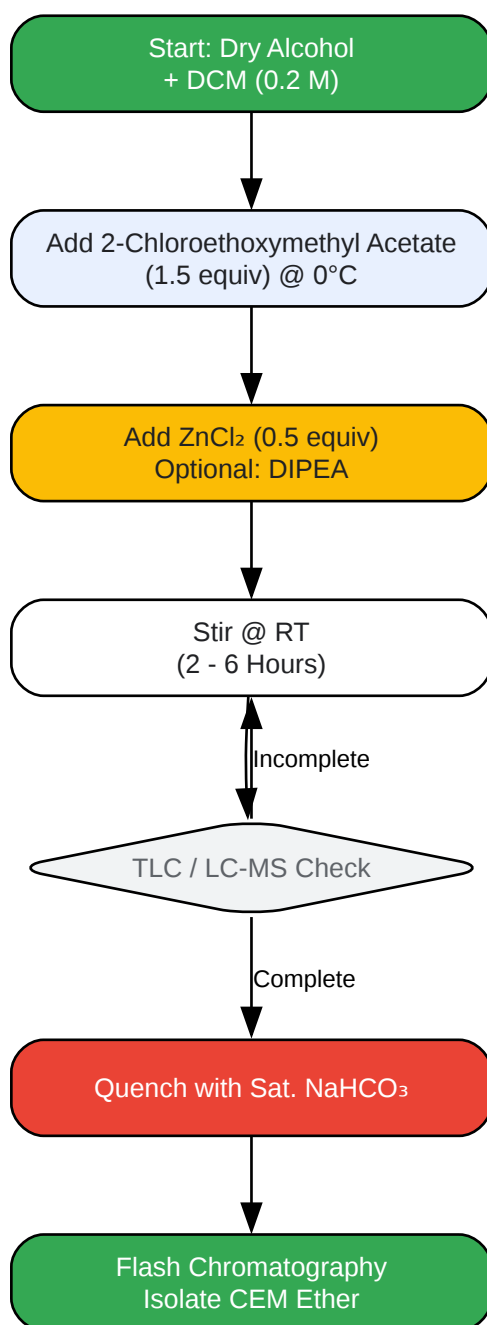 Start: Dry Alcohol
+ DCM (0.2 M)
Add 2-Chloroethoxymethyl Acetate
(1.5 equiv) @ 0°C
Add ZnCl₂ (0.5 equiv)
Optional: DIPEA
Stir @ RT
(2 - 6 Hours)
Incomplete
TLC / LC-MS Check
Complete
Quench with Sat. NaHCO₃
Flash Chromatography
Isolate CEM Ether